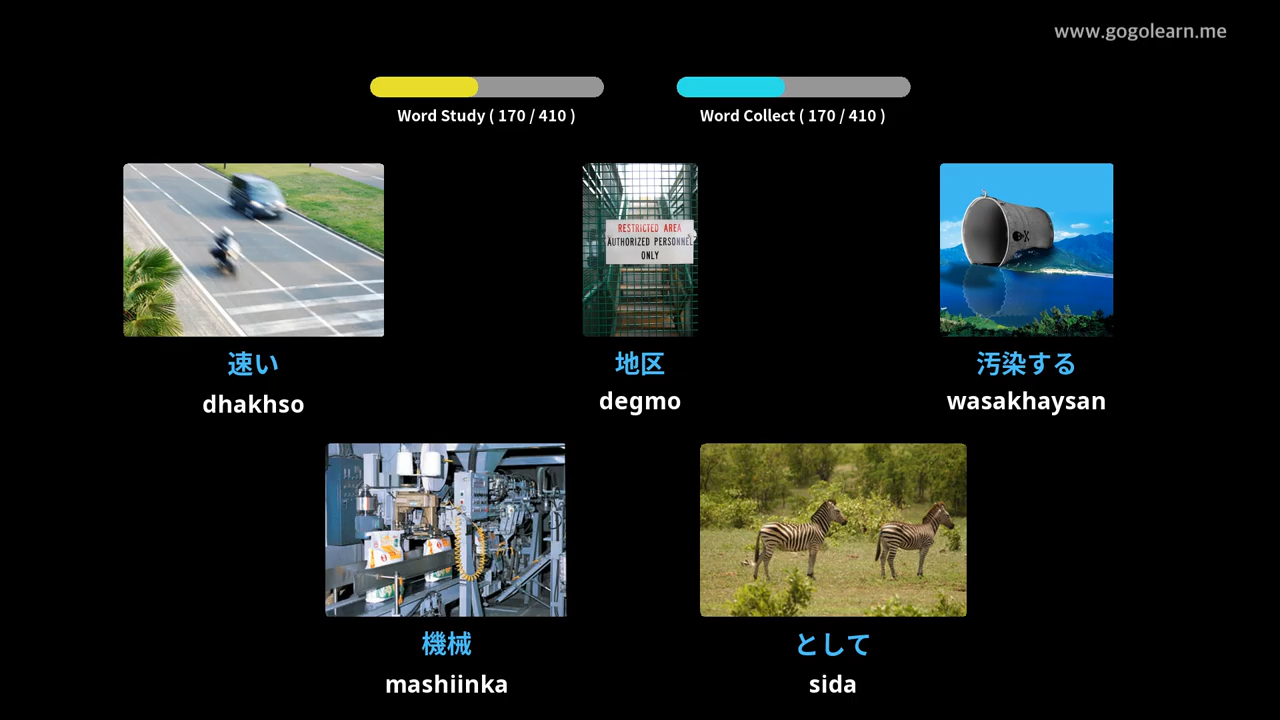 www.gogolearn.me
Word Study ( 170 / 410 )
Word Collect ( 170 / 410 )
RESTRICTED AREA
AUTHORIZED PERSONNEL
ONLY
速い
dhakhso
地区
degmo
汚染する
wasakhaysan
機械
mashiinka
として
sida